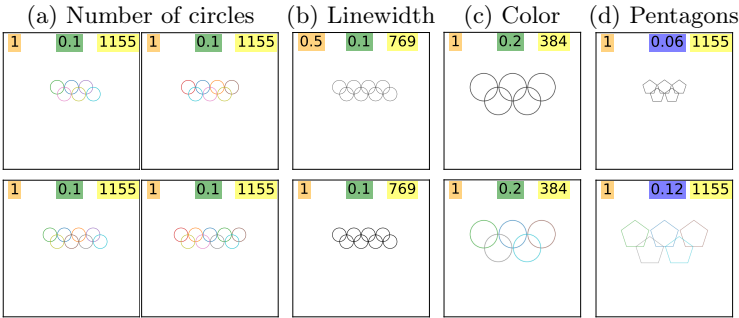 (a) Number of circles (b) Linewidth (c) Color (d) Pentagons
1 0.1 1155 1 0.1 1155 0.5 0.1 769 1 0.2 384 1 0.06 1155
1 0.1 1155 1 0.1 1155 1 0.1 769 1 0.2 384 1 0.12 1155